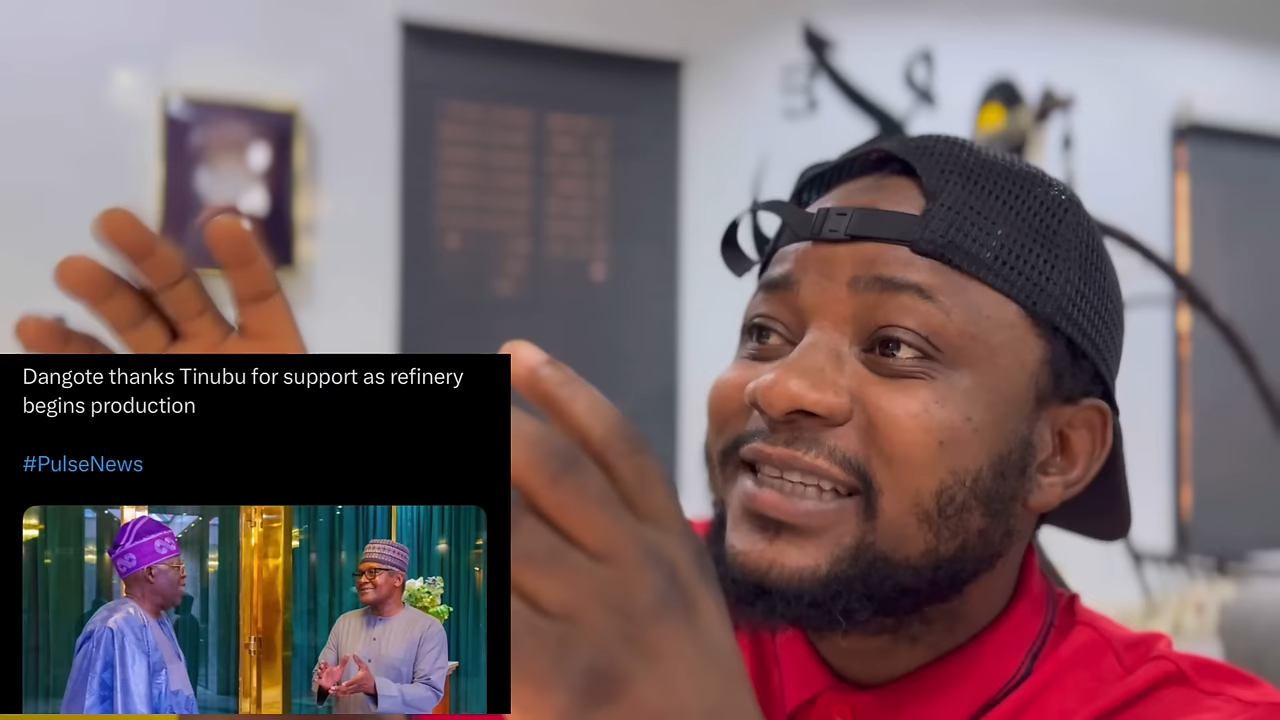 Dangote thanks Tinubu for support as refinery
begins production
#PulseNews